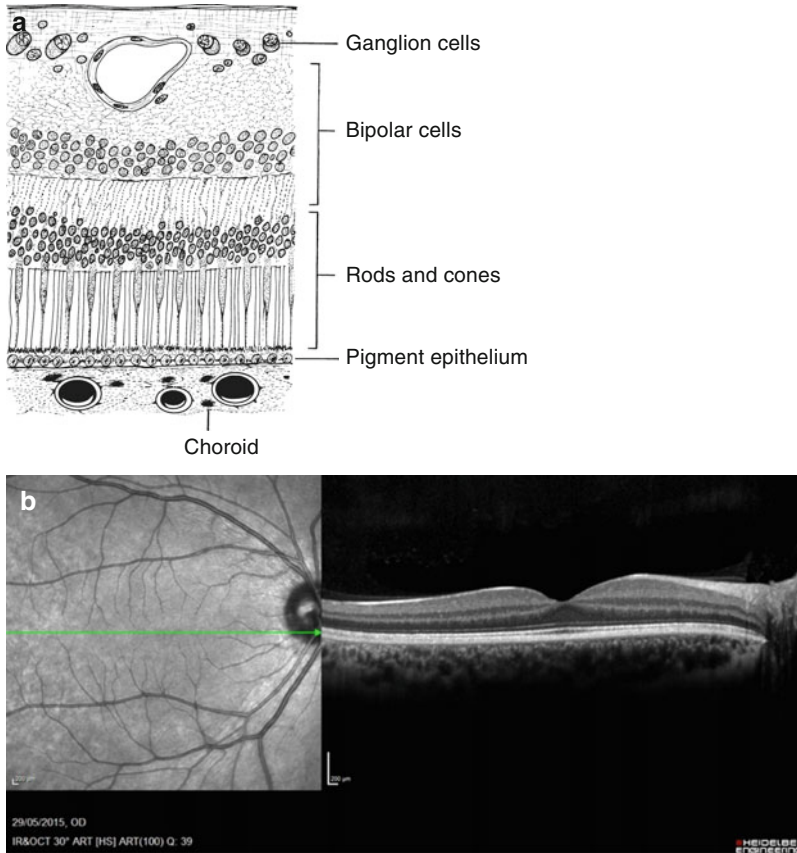 a
Ganglion cells
Bipolar cells
Rods and cones
Pigment epithelium
Choroid
b
200 µm
200 µm
29/05/2015, OD
IR&OCT 30° ART [HS] ART(100) Q: 39
HEIDELBERG
ENGINEERING